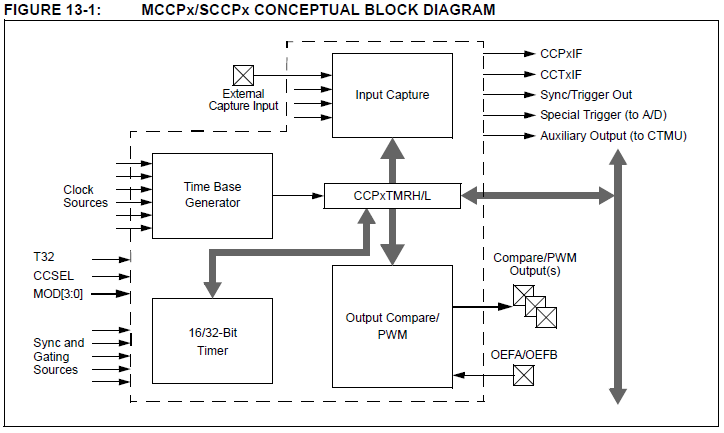 FIGURE 13-1: MCCPx/SCCPx CONCEPTUAL BLOCK DIAGRAM
External
Capture Input
Input Capture
CCPxIF
CCTxIF
Sync/Trigger Out
Special Trigger (to A/D)
Auxiliary Output (to CTMU)
Clock
Sources
Time Base
Generator
CCPxTMRH/L
T32
CCSEL
MOD[3:0]
Sync and
Gating
Sources
16/32-Bit
Timer
Output Compare/
PWM
Compare/PWM
Output(s)
OEFA/OEFB